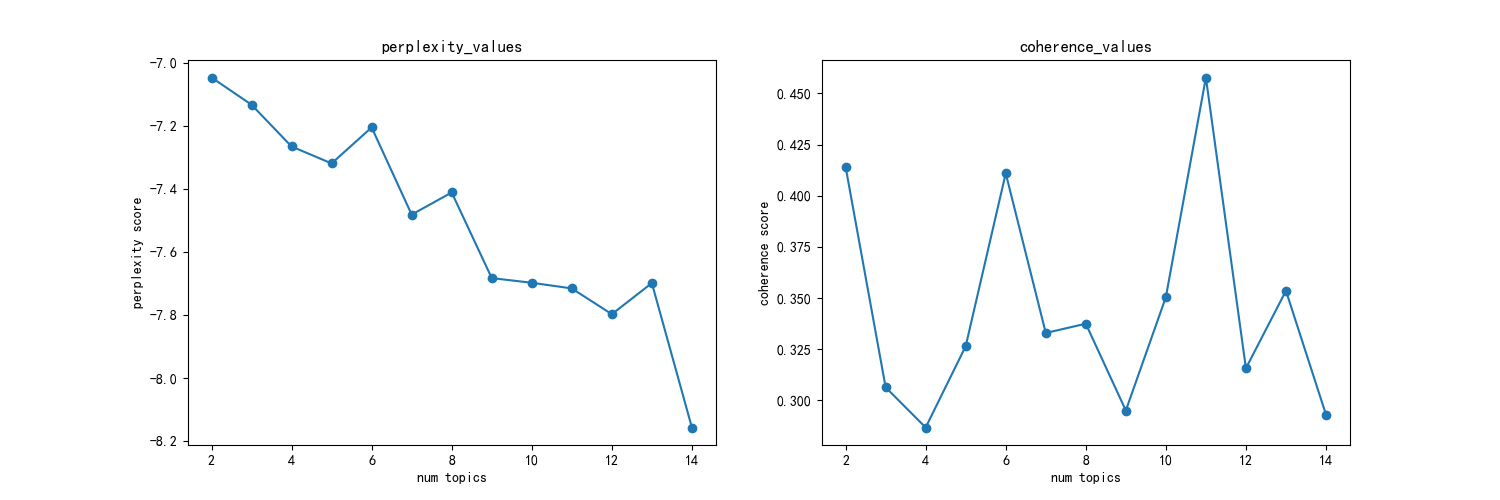 perplexity_values
perplexity score
-7.0
-7.2
-7.4
-7.6
-7.8
-8.0
-8.2
2 4 6 8 10 12 14
num topics
coherence_values
coherence score
0.450
0.425
0.400
0.375
0.350
0.325
0.300
2 4 6 8 10 12 14
num topics